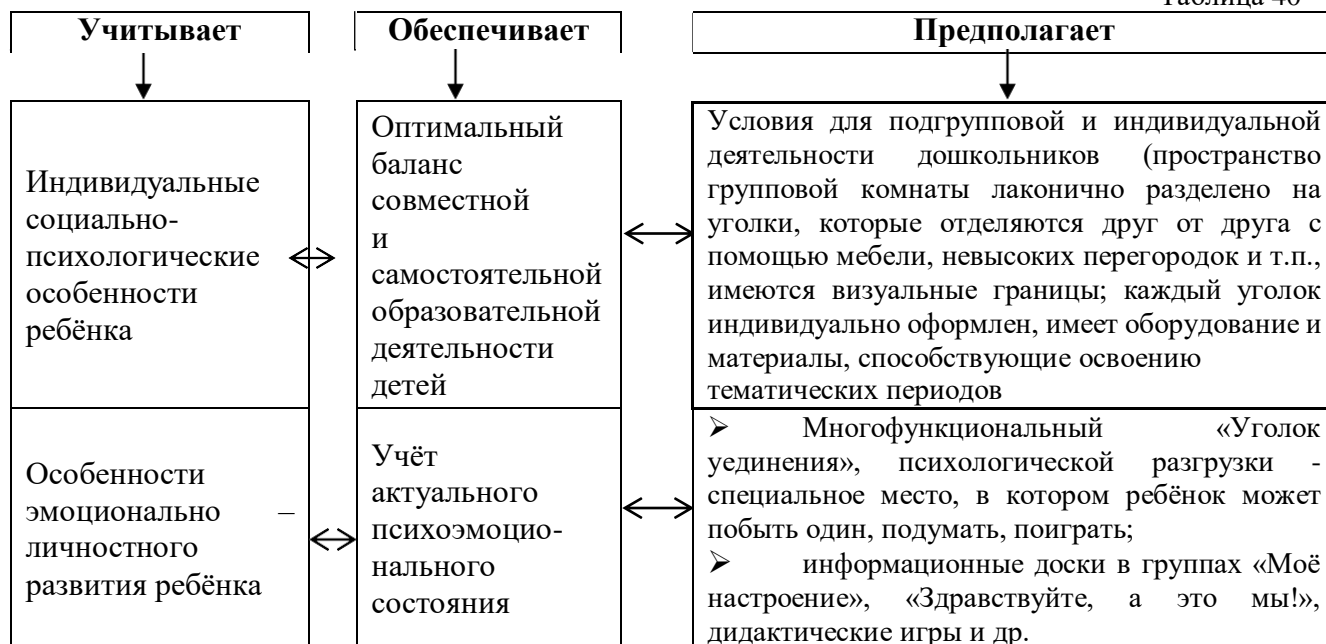 Таблица 40
Учитывает
Обеспечивает
Предполагает
Индивидуальные
социально-
психологические
особенности
ребёнка
Оптимальный
баланс
совместной
и
самостоятельной
образовательной
деятельности
детей
Условия для подгрупповой и индивидуальной
деятельности дошкольников (пространство
групповой комнаты лаконично разделено на
уголки, которые отделяются друг от друга с
помощью мебели, невысоких перегородок и т.п.,
имеются визуальные границы; каждый уголок
индивидуально оформлен, имеет оборудование и
материалы, способствующие освоению
тематических периодов
Особенности
эмоционально –
личностного
развития ребёнка
Учёт
актуального
психоэмоцио-
нального
состояния
➢ Многофункциональный «Уголок
уединения», психологической разгрузки -
специальное место, в котором ребёнок может
побыть один, подумать, поиграть;
➢ информационные доски в группах «Моё
настроение», «Здравствуйте, а это мы!»,
дидактические игры и др.